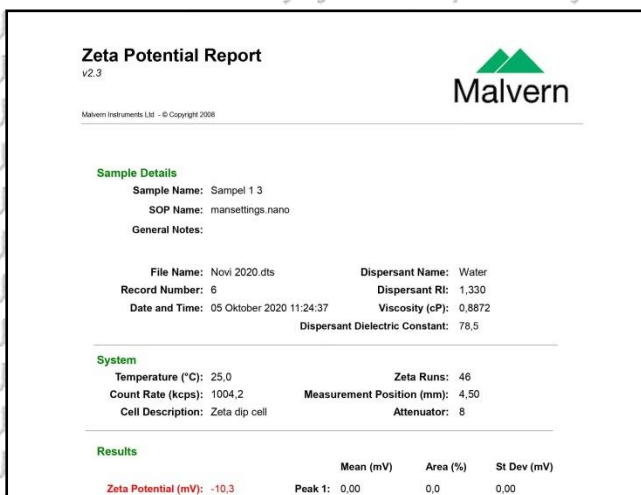 Zeta Potential Report
v2.3
Malvern
Malvern Instruments Ltd - © Copyright 2008
Sample Details
Sample Name: Sampel 1 3
SOP Name: mansettings.nano
General Notes:
File Name: Novi 2020.dts Dispersant Name: Water
Record Number: 6 Dispersant RI: 1,330
Date and Time: 05 Oktober 2020 11:24:37 Viscosity (cP): 0,8872
Dispersant Dielectric Constant: 78,5
System
Temperature (°C): 25,0 Zeta Runs: 46
Count Rate (kcps): 1004,2 Measurement Position (mm): 4,50
Cell Description: Zeta dip cell Attenuator: 8
Results
Mean (mV) Area (%) St Dev (mV)
Zeta Potential (mV): -10,3 Peak 1: 0,00 0,0 0,00